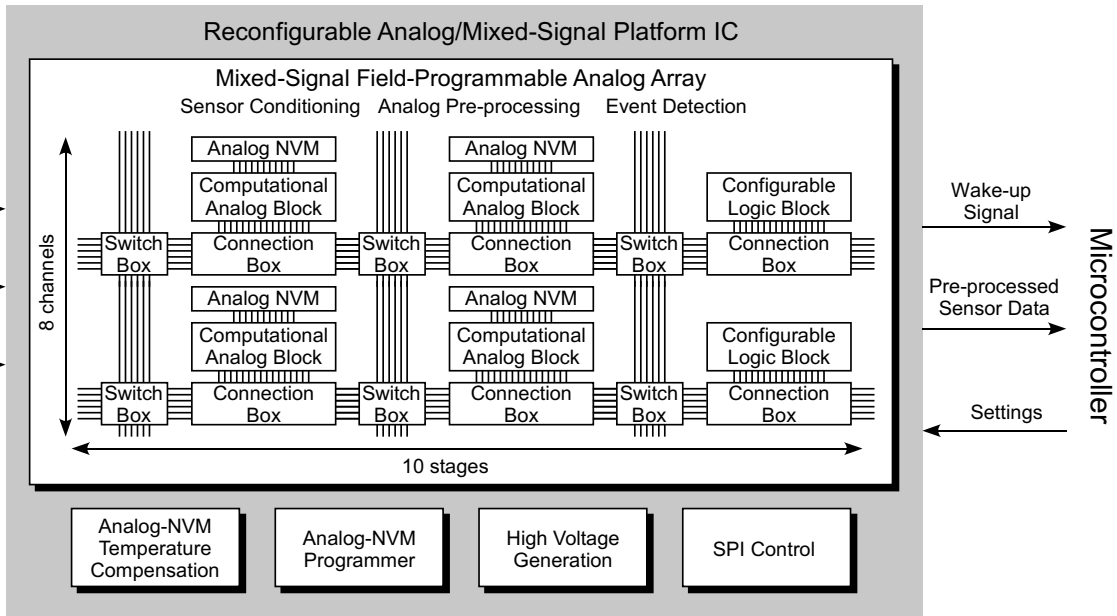 Reconfigurable Analog/Mixed-Signal Platform IC
Mixed-Signal Field-Programmable Analog Array
Sensor Conditioning Analog Pre-processing Event Detection
8 channels
Analog NVM
Computational
Analog Block
Switch
Box
Connection
Box
Analog NVM
Computational
Analog Block
Switch
Box
Connection
Box
Configurable
Logic Block
Switch
Box
Connection
Box
Analog NVM
Computational
Analog Block
Switch
Box
Connection
Box
Analog NVM
Computational
Analog Block
Switch
Box
Connection
Box
Configurable
Logic Block
Switch
Box
Connection
Box
10 stages
Analog-NVM
Temperature
Compensation
Analog-NVM
Programmer
High Voltage
Generation
SPI Control
Wake-up
Signal
Pre-processed
Sensor Data
Settings
Microcontroller